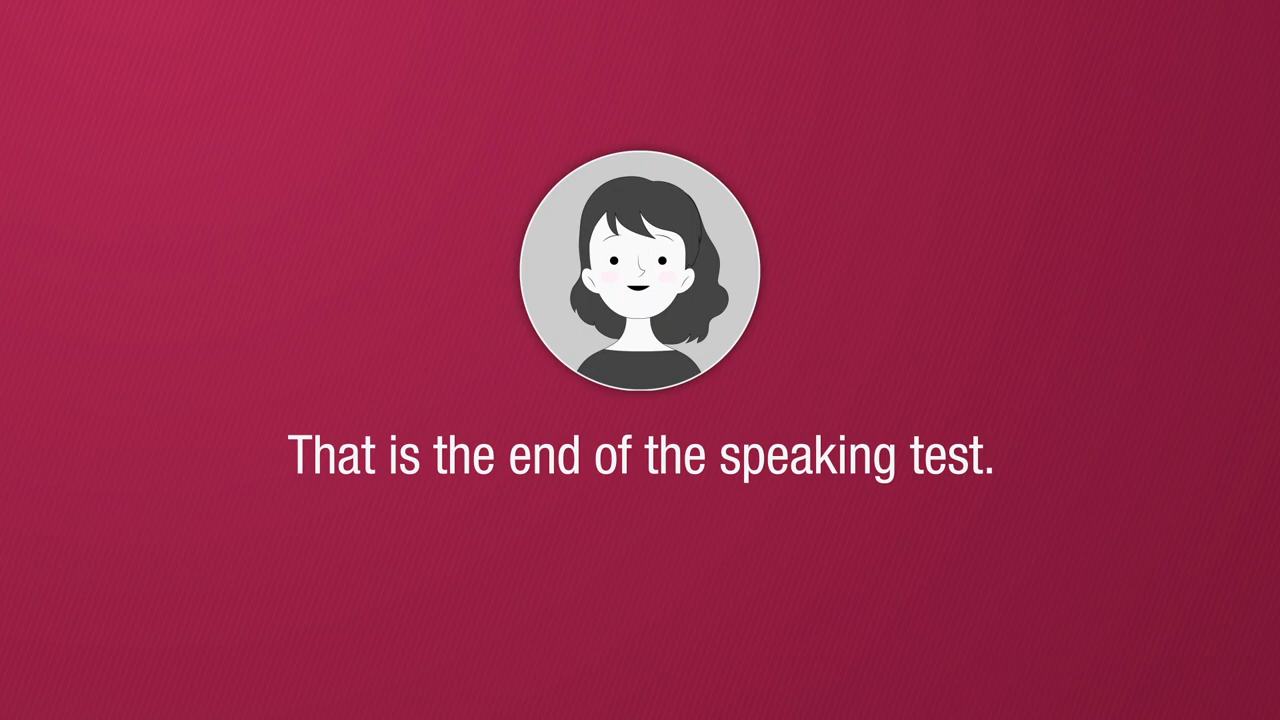 That is the end of the speaking test.